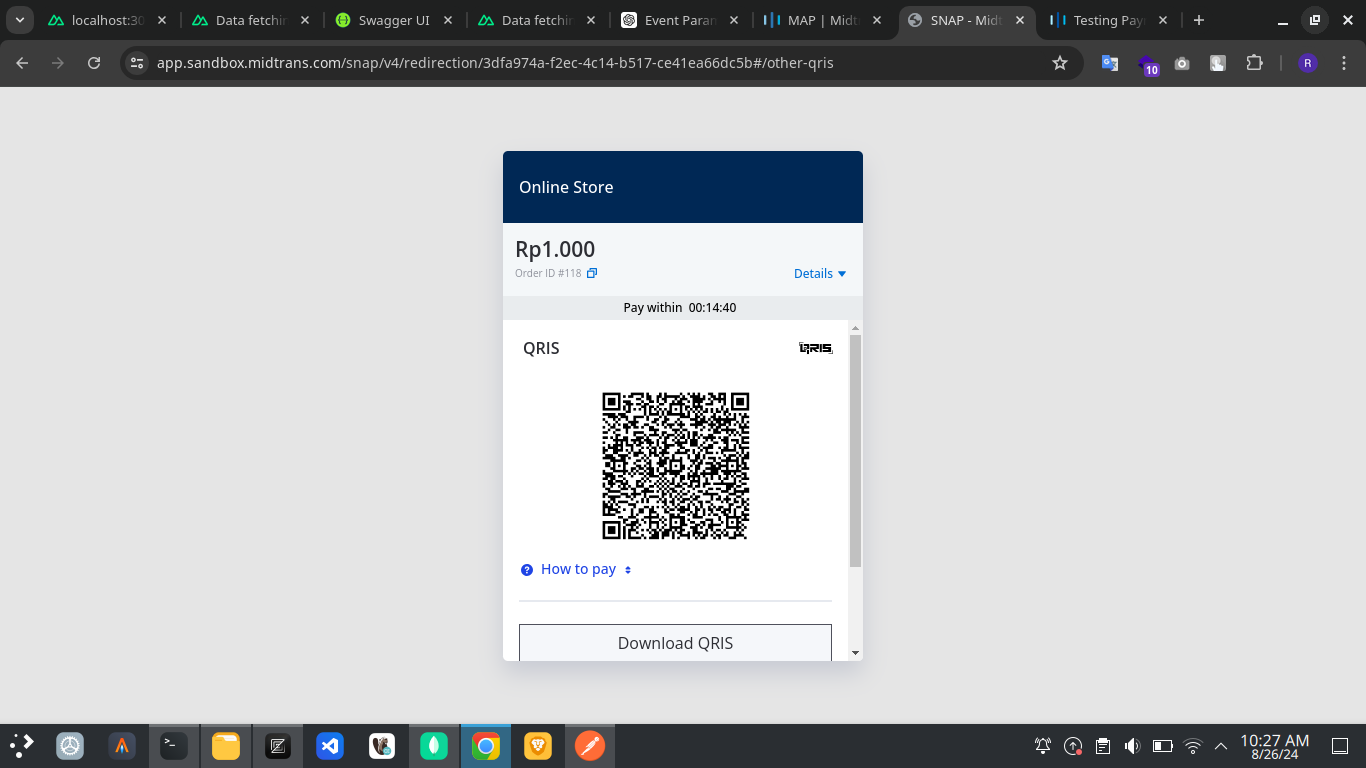 localhost:30
Data fetchin
Swagger UI
Data fetchin
Event Paran
MAP | Midt
SNAP - Midt
Testing Pay
app.sandbox.midtrans.com/snap/v4/redirection/3dfa974a-f2ec-4c14-b517-ce41ea66dc5b#/other-qris
10
R
Online Store
Rp1.000
Order ID #118
Details
Pay within 00:14:40
QRIS
QRIS
How to pay
Download QRIS
10:27 AM
8/26/24